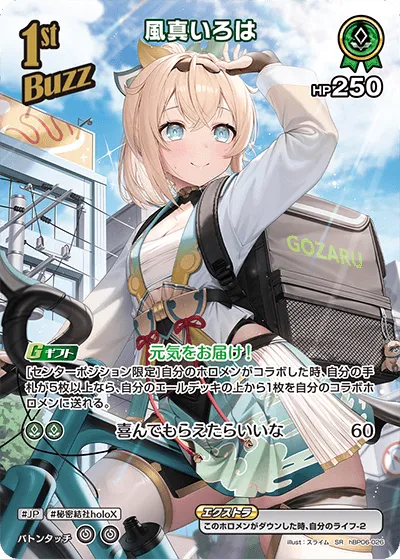 1st
Buzz
風真いろは
HP250
GOZARU
Gギフト
元気をお届け！
[センターポジション限定]自分のホロメンがコラボした時、自分の手
札が5枚以上なら、自分のエールデッキの上から1枚を自分のコラボホ
ロメンに送れる。
喜んでもらえたらいいな 60
#JP #秘密結社holoX
バトンタッチ
エクストラ
このホロメンがダウンした時、自分のライフ-2
illust：スライム SR hBP06-026